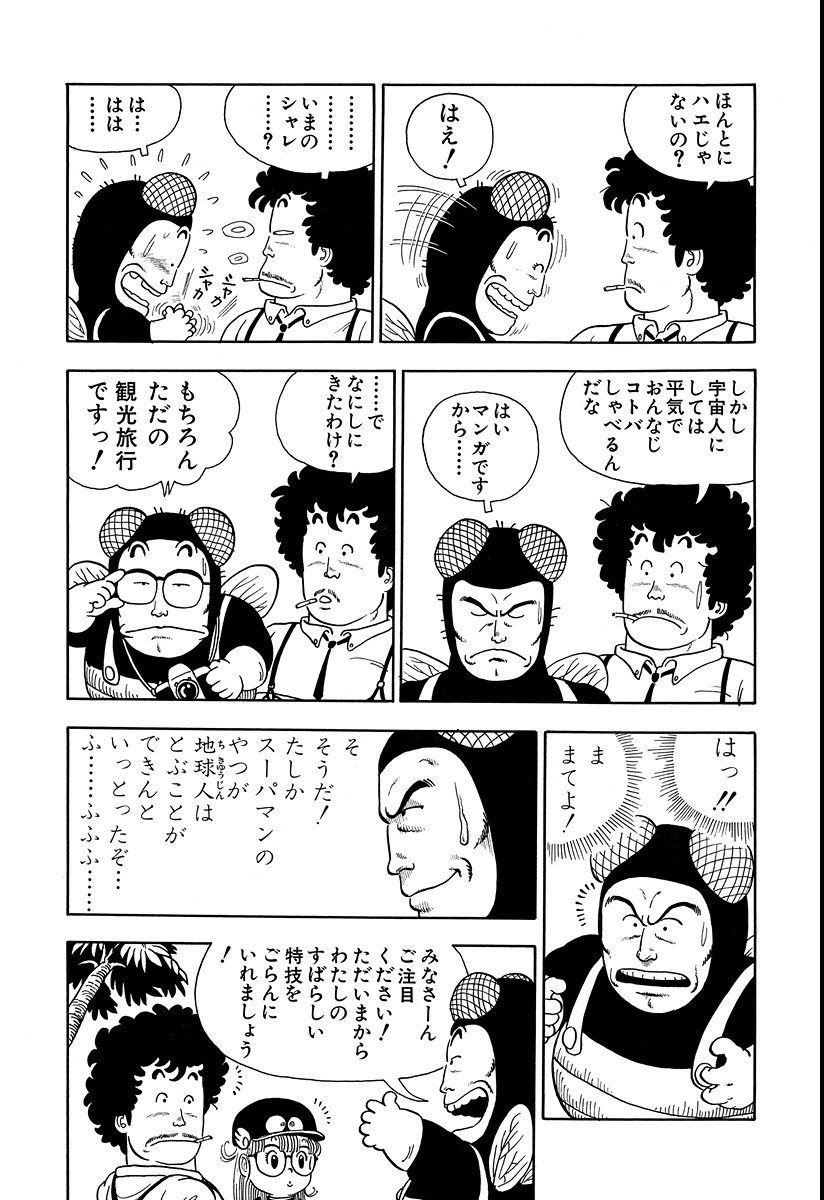 ほんとに
ハエじゃ
ないの？
はえ！
………
いまの
シャレ
……？
は…
はは
……
シャカ
シャカ
しかし
宇宙人に
しては
平気で
おんなじ
コトバ
しゃべるん
だな
はい
マンガです
から……
……で
なにしに
きたわけ？
もちろん
ただの
観光旅行
ですっ！
はっ!!
ま
まてよ！
そ
そうだ！
たしか
スーパマンの
やつが
地球人は
ちきゅうじん
とぶことが
できんと
いっとったぞ…
ふ……ふふふ……
みなさーん
ご注目
ください！
ただいまから
わたしの
すばらしい
特技を
ごらんに
いれましょう
！